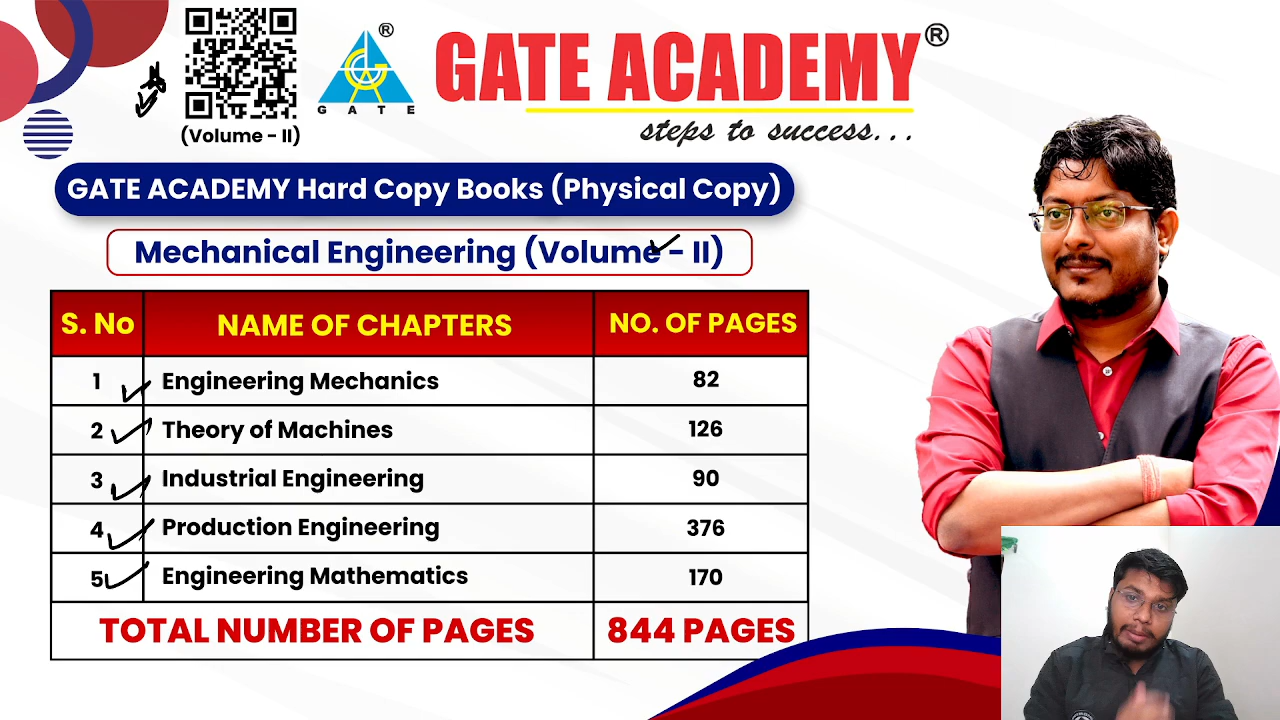 (Volume - II)
GATE
GATE ACADEMY®
steps to success...
GATE ACADEMY Hard Copy Books (Physical Copy)
Mechanical Engineering (Volume - II)
S. No NAME OF CHAPTERS NO. OF PAGES
1 Engineering Mechanics 82
2 Theory of Machines 126
3 Industrial Engineering 90
4 Production Engineering 376
5 Engineering Mathematics 170
TOTAL NUMBER OF PAGES 844 PAGES